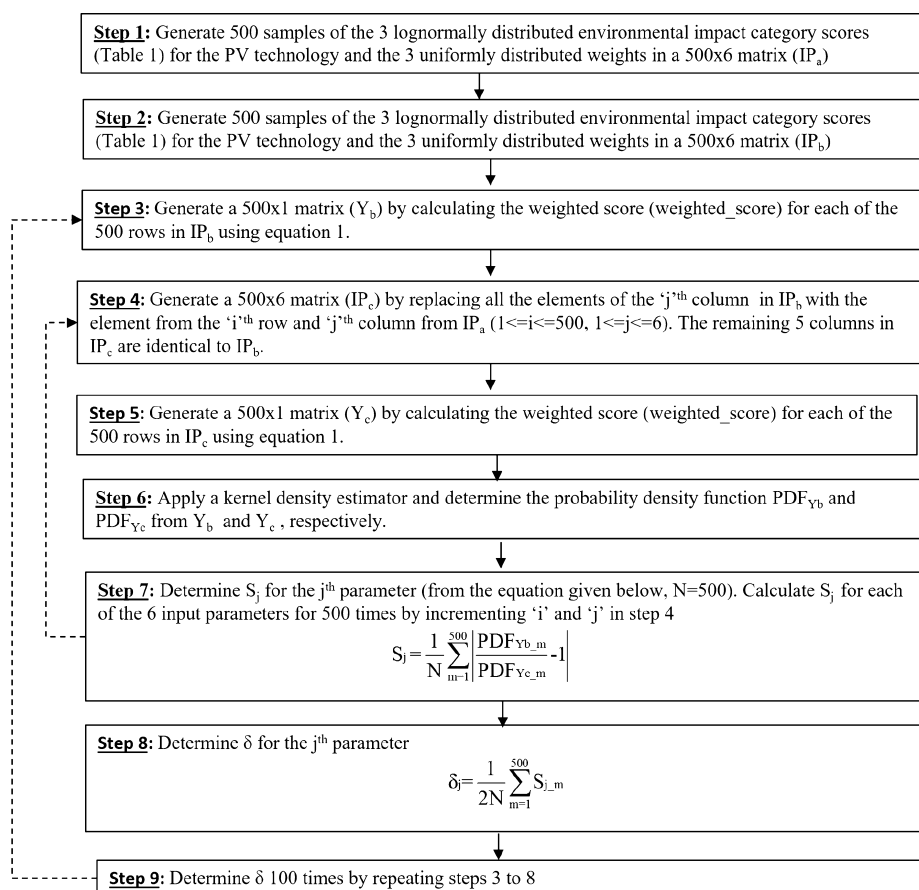 Step 1: Generate 500 samples of the 3 lognormally distributed environmental impact category scores
(Table 1) for the PV technology and the 3 uniformly distributed weights in a 500x6 matrix (IPa)
Step 2: Generate 500 samples of the 3 lognormally distributed environmental impact category scores
(Table 1) for the PV technology and the 3 uniformly distributed weights in a 500x6 matrix (IPb)
Step 3: Generate a 500x1 matrix (Yb) by calculating the weighted score (weighted_score) for each of the
500 rows in IPb using equation 1.
Step 4: Generate a 500x6 matrix (IPc) by replacing all the elements of the ‘j’th column in IPb with the
element from the ‘i’th row and ‘j’th column from IPa (1<=i<=500, 1<=j<=6). The remaining 5 columns in
IPc are identical to IPb.
Step 5: Generate a 500x1 matrix (Yc) by calculating the weighted score (weighted_score) for each of the
500 rows in IPc using equation 1.
Step 6: Apply a kernel density estimator and determine the probability density function PDFYb and
PDFYc from Yb and Yc , respectively.
Step 7: Determine Sj for the jth parameter (from the equation given below, N=500). Calculate Sj for each
of the 6 input parameters for 500 times by incrementing ‘i’ and ‘j’ in step 4
Sj = 1/N ∑ m=1 500 |PDFYb_m/PDFYc_m -1|
Step 8: Determine δ for the jth parameter
δj= 1/2N ∑ m=1 500 Sj_m
Step 9: Determine δ 100 times by repeating steps 3 to 8